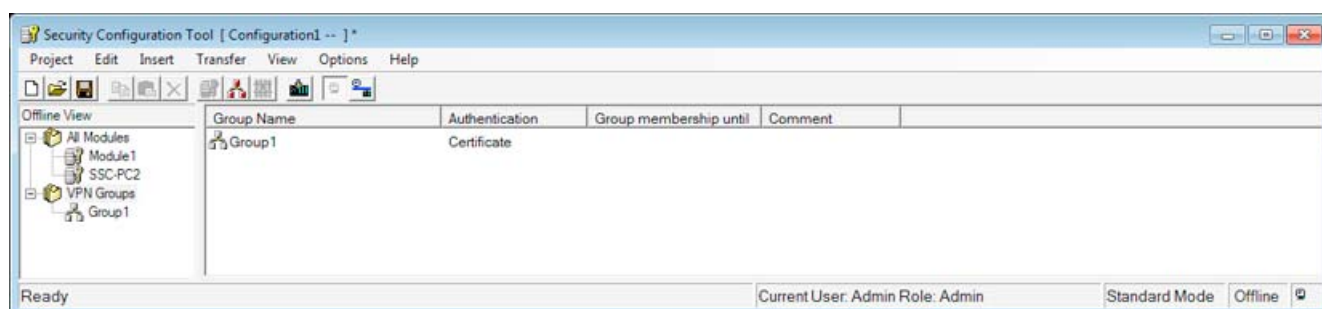 Security Configuration Tool [ Configuration1 -- ] *
Project Edit Insert Transfer View Options Help
Offline View
All Modules
Module1
SSC-PC2
VPN Groups
Group1
Group Name Authentication Group membership until Comment
Group1 Certificate
Ready Current User: Admin Role: Admin Standard Mode Offline